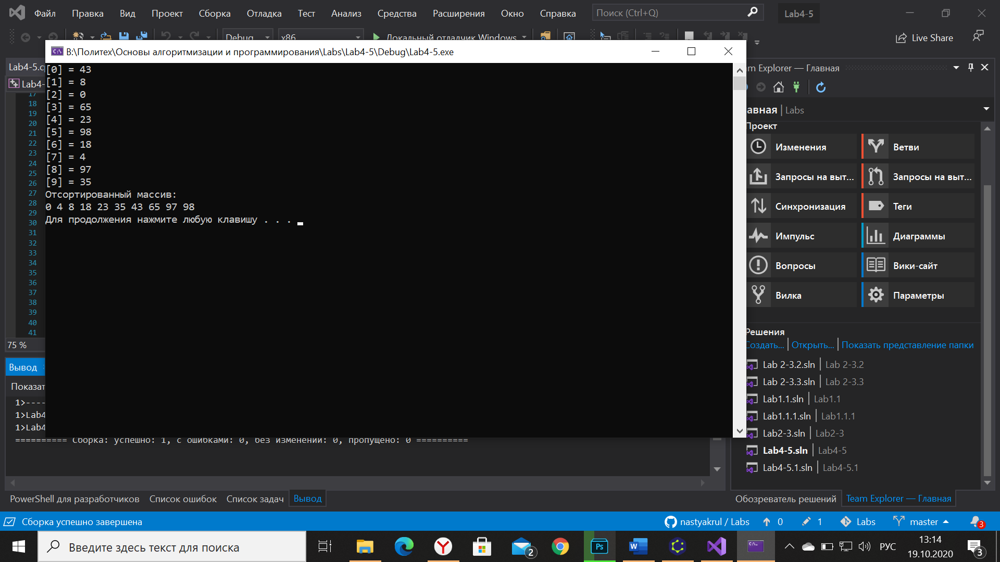 Файл Правка Вид Проект Сборка Отладка Тест Анализ Средства Расширения Окно Справка Поиск (Ctrl+Q) Lab4-5
Debug x86 Локальный отладчик Windows Live Share
B:\Политех\Основы алгоритмизации и программирования\Labs\Lab4-5\Debug\Lab4-5.exe
[0] = 43
[1] = 8
[2] = 0
[3] = 65
[4] = 23
[5] = 98
[6] = 18
[7] = 4
[8] = 97
[9] = 35
Отсортированный массив:
0 4 8 18 23 35 43 65 97 98
Для продолжения нажмите любую клавишу . . .
Lab4-5.c
Lab4-
17
18
19
20
21
22
23
24
25
26
27
28
29
30
31
32
33
34
35
36
37
38
39
40
41
75 %
Вывод
Показат
1>----
1>Lab4
1>Lab4
========== Сборка: успешно: 1, с ошибками: 0, без изменений: 0, пропущено: 0 ==========
am Explorer — Главная
авная | Labs
Проект
Изменения Ветви
Запросы на выт... Запросы на выт...
Синхронизация Теги
Импульс Диаграммы
Вопросы Вики-сайт
Вилка Параметры
Решения
Создать... | Открыть... | Показать представление папки
Lab 2-3.2.sln | Lab 2-3.2
Lab 2-3.3.sln | Lab 2-3.3
Lab1.1.sln | Lab1.1
Lab1.1.1.sln | Lab1.1.1
Lab2-3.sln | Lab2-3
Lab4-5.sln | Lab4-5
Lab4-5.1.sln | Lab4-5.1
PowerShell для разработчиков Список ошибок Список задач Вывод
Обозреватель решений Team Explorer — Главная
Сборка успешно завершена nastyakrul / Labs 0 1 Labs master 3
Введите здесь текст для поиска 2 Ps W РУС 13:14
19.10.2020 3